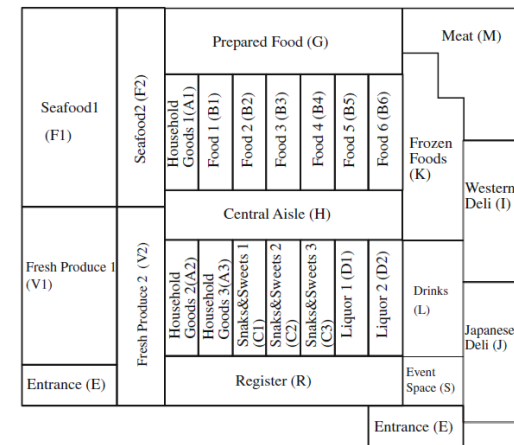 Prepared Food (G)
Meat (M)
Seafood1
(F1)
Seafood2 (F2)
Household
Goods 1(A1)
Food 1 (B1)
Food 2 (B2)
Food 3 (B3)
Food 4 (B4)
Food 5 (B5)
Food 6 (B6)
Frozen
Foods
(K)
Western
Deli (I)
Central Aisle (H)
Fresh Produce 1
(V1)
Fresh Produce 2 (V2)
Household
Goods 2(A2)
Household
Goods 3(A3)
Snaks&Sweets 1
(C1)
Snaks&Sweets 2
(C2)
Snaks&Sweets 3
(C3)
Liquor 1 (D1)
Liquor 2 (D2)
Drinks
(L)
Japanese
Deli (J)
Entrance (E)
Register (R)
Event
Space (S)
Entrance (E)